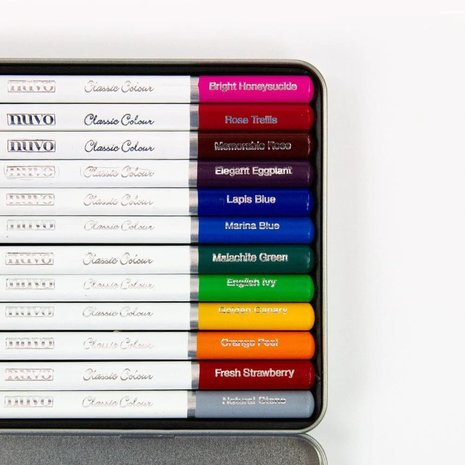 nuvo Classic Colour Bright Honeysuckle
nuvo Classic Colour Rose Trellis
nuvo Classic Colour Memorable Rose
nuvo Classic Colour Elegant Eggplant
nuvo Classic Colour Lapis Blue
nuvo Classic Colour Marina Blue
nuvo Classic Colour Malachite Green
nuvo Classic Colour English Ivy
nuvo Classic Colour Golden Canary
nuvo Classic Colour Orange Peel
nuvo Classic Colour Fresh Strawberry
nuvo Classic Colour Natural Stone